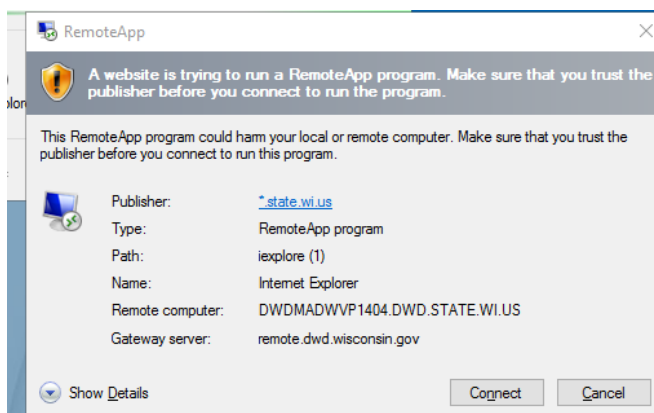 RemoteApp
A website is trying to run a RemoteApp program. Make sure that you trust the
publisher before you connect to run the program.
This RemoteApp program could harm your local or remote computer. Make sure that you trust the
publisher before you connect to run this program.
Publisher: *.state.wi.us
Type: RemoteApp program
Path: iexplore (1)
Name: Internet Explorer
Remote computer: DWDMADWVP1404.DWD.STATE.WI.US
Gateway server: remote.dwd.wisconsin.gov
Show Details Connect Cancel